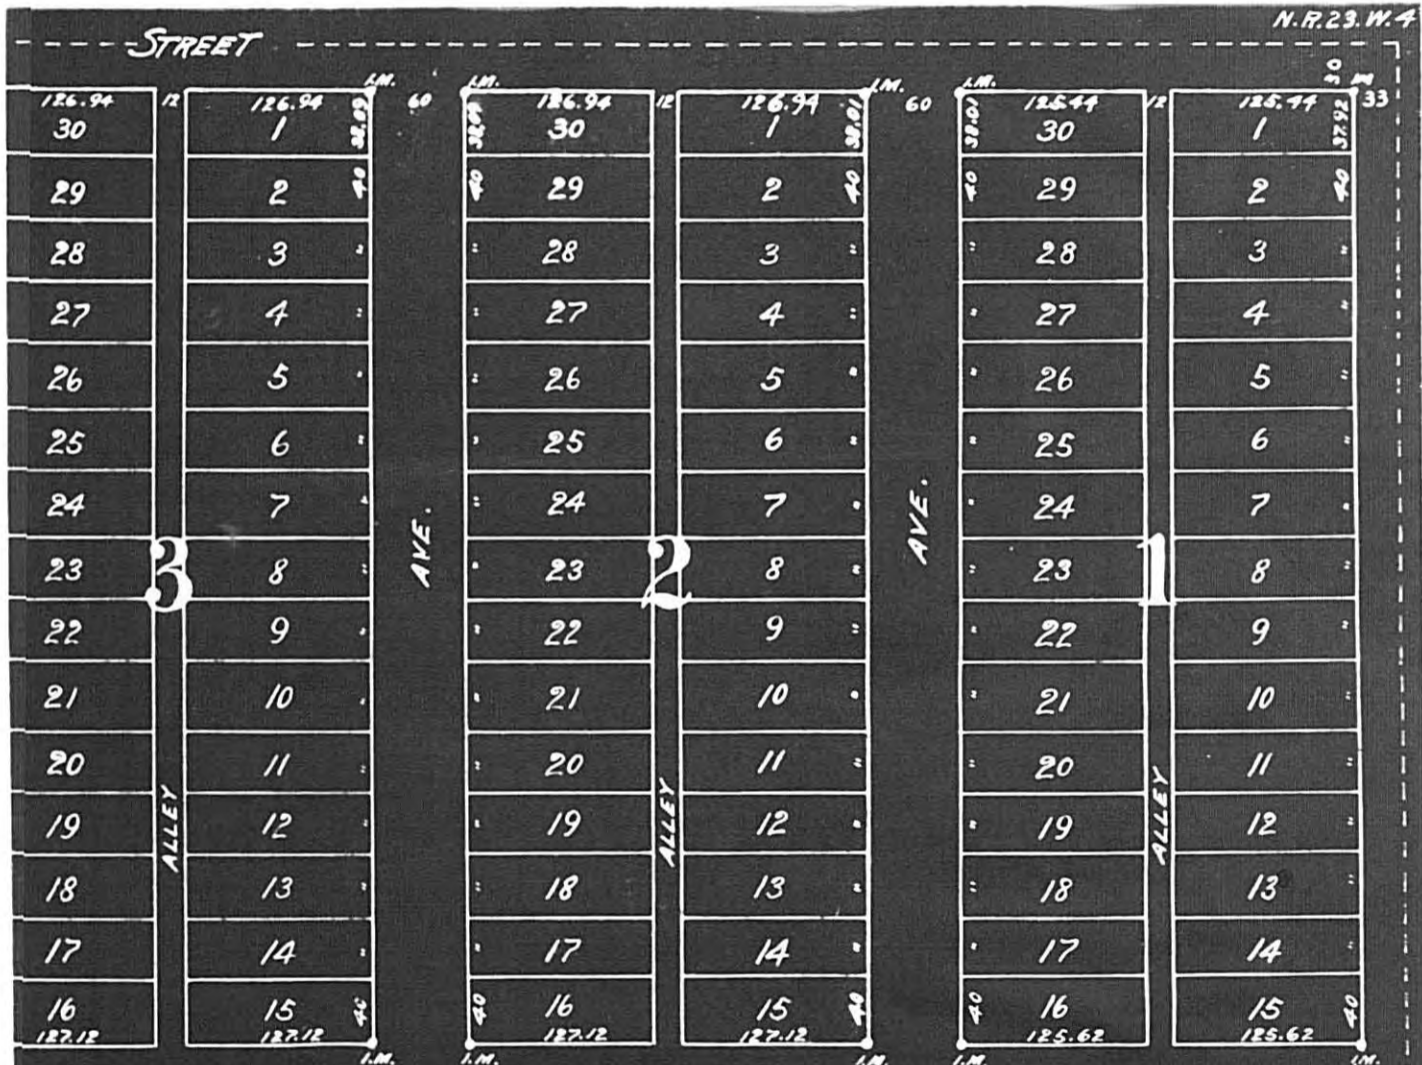 N.R.23.W.4
STREET
I.M. I.M. I.M. I.M. 30 IM
126.94 12 126.94 60 126.94 12 126.94 60 125.44 12 125.44 33
38.09 38.01 38.01 37.92
30 1 30 1 30 1
29 2 40 40 29 2 40 40 29 2 40
28 3 " " 28 3 " " 28 3 "
27 4 " " 27 4 " " 27 4 "
26 5 " " 26 5 " " 26 5 "
25 6 " " 25 6 " " 25 6 "
24 7 " " 24 7 " " 24 7 "
AVE. AVE.
3 2 1
23 8 " " 23 8 " " 23 8 "
22 9 " " 22 9 " " 22 9 "
21 10 " " 21 10 " " 21 10 "
20 11 " " 20 11 " " 20 11 "
ALLEY ALLEY ALLEY
19 12 " " 19 12 " " 19 12 "
18 13 " " 18 13 " " 18 13 "
17 14 " " 17 14 " " 17 14 "
16 15 40 40 16 15 40 40 16 15 40
127.12 127.12 127.12 127.12 125.62 125.62
I.M. I.M. I.M. I.M. I.M.